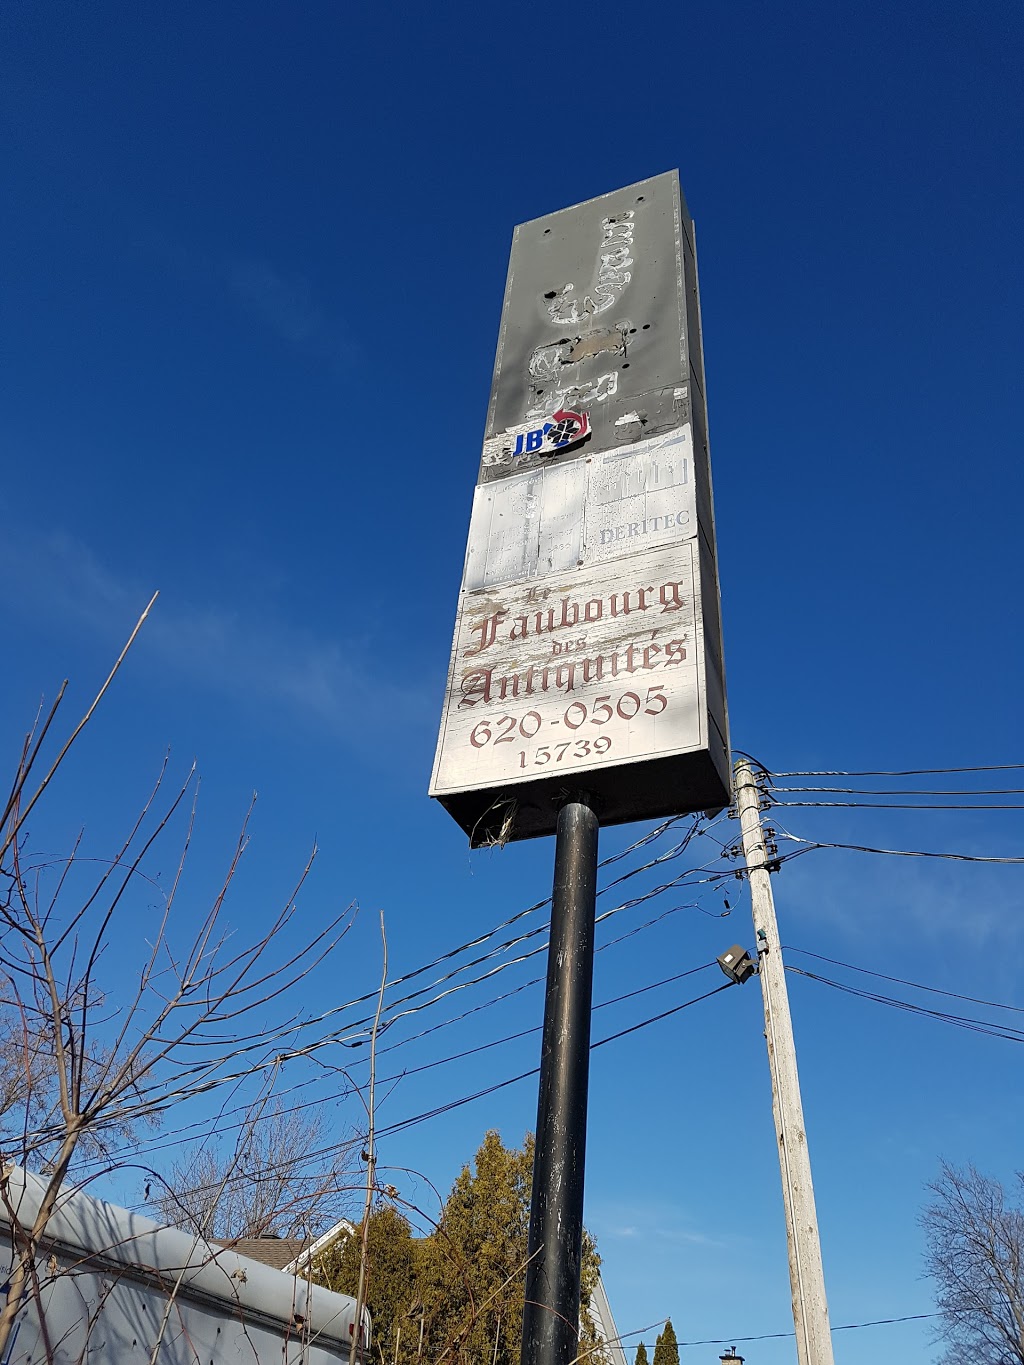 JB
DERITEC
Le
Faubourg
des
Antiquités
620-0505
15739